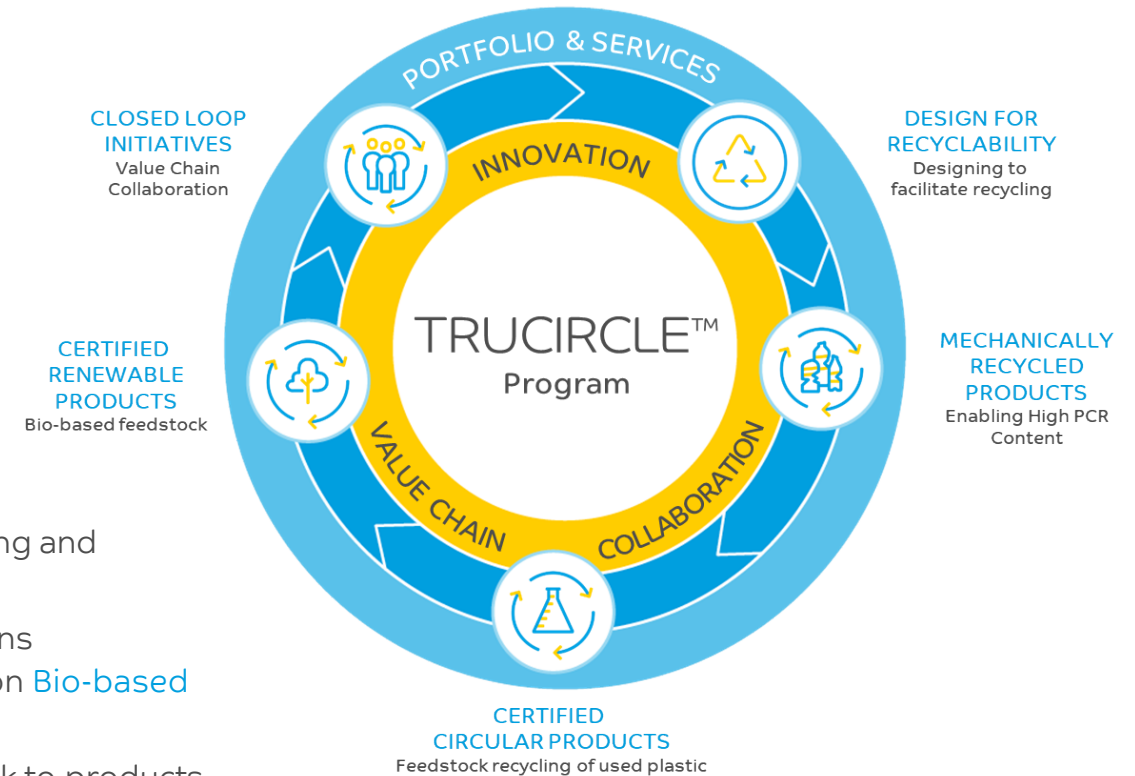 PORTFOLIO & SERVICES
INNOVATION
VALUE CHAIN
COLLABORATION
TRUCIRCLE™
Program
CLOSED LOOP
INITIATIVES
Value Chain
Collaboration
DESIGN FOR
RECYCLABILITY
Designing to
facilitate recycling
CERTIFIED
RENEWABLE
PRODUCTS
Bio-based feedstock
MECHANICALLY
RECYCLED
PRODUCTS
Enabling High PCR
Content
CERTIFIED
CIRCULAR PRODUCTS
Feedstock recycling of used plastic
ng and
ns
on Bio-based
k to products